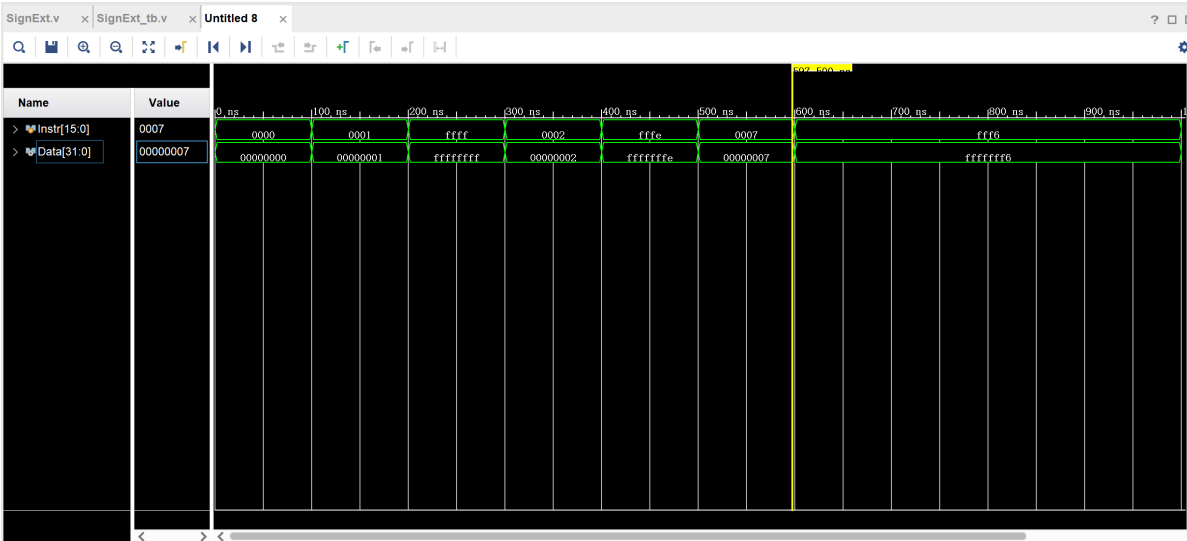 SignExt.v × SignExt_tb.v × Untitled 8 × ?
Name Value
0 ns 100 ns 200 ns 300 ns 400 ns 500 ns 600 ns 700 ns 800 ns 900 ns
Instr[15:0] 0007 0000 0001 ffff 0002 fffe 0007 fff6
Data[31:0] 00000007 00000000 00000001 ffffffff 00000002 fffffffe 00000007 fffffff6